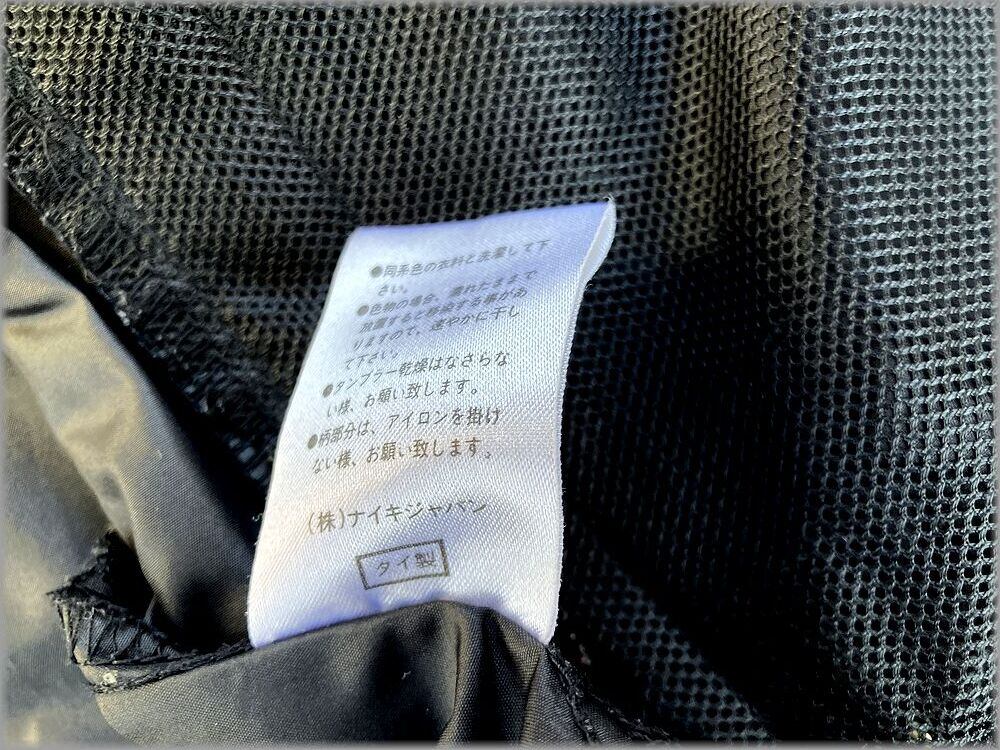 ●同系色の衣料と洗濯して下
さい。
●色物の場合、濡れたままで
放置すると移染する事があ
りますので、速やかに干し
て下さい。
●タンブラー乾燥はなさらな
い様、お願い致します。
●柄部分は、アイロンを掛け
ない様、お願い致します。
(株)ナイキジャパン
タイ製